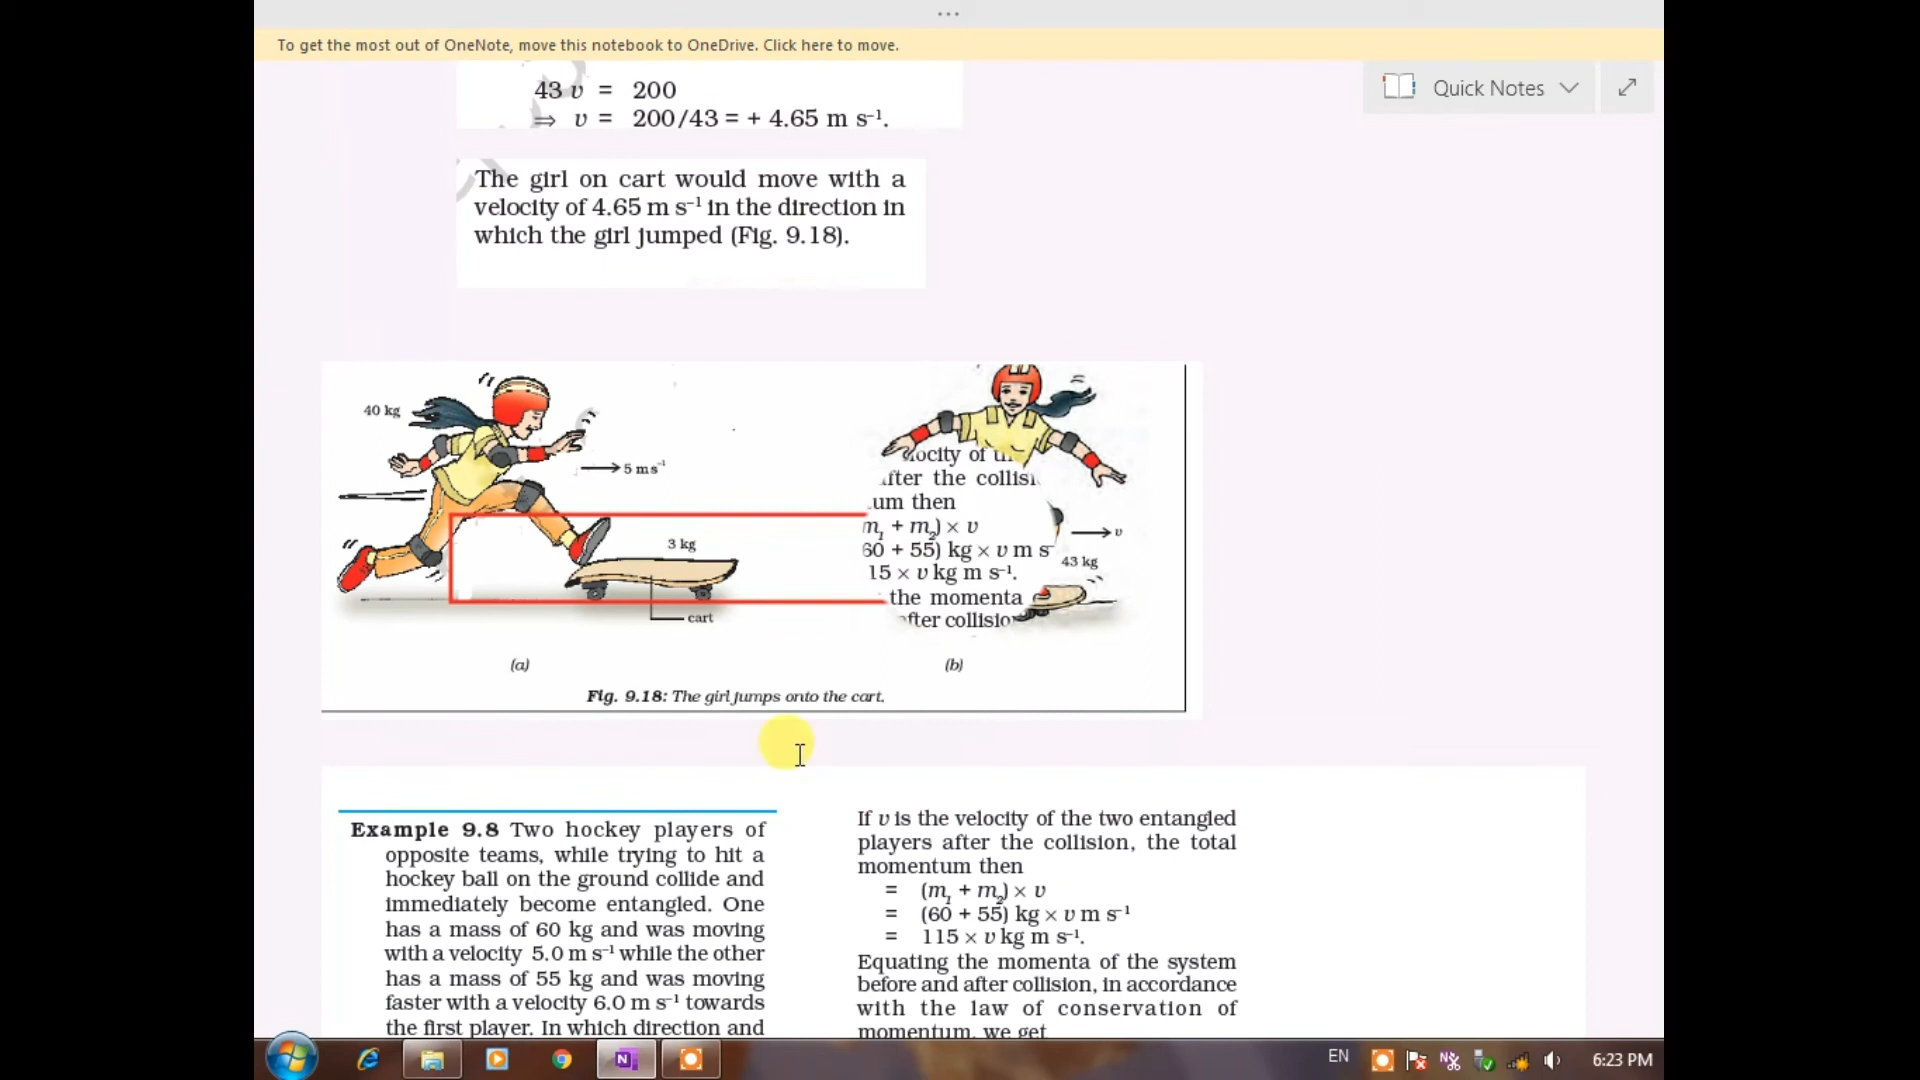 ...
To get the most out of OneNote, move this notebook to OneDrive. Click here to move.
Quick Notes
43 v = 200
⇒ v = 200/43 = + 4.65 m s⁻¹.
The girl on cart would move with a
velocity of 4.65 m s⁻¹ in the direction in
which the girl jumped (Fig. 9.18).
40 kg
5 m s⁻¹
3 kg
cart
(a)
after the collisi
um then
m₁ + m₂) × v
60 + 55) kg × v m s
15 × v kg m s⁻¹.
the momenta
after collision
v
43 kg
(b)
Fig. 9.18: The girl jumps onto the cart.
Example 9.8 Two hockey players of
opposite teams, while trying to hit a
hockey ball on the ground collide and
immediately become entangled. One
has a mass of 60 kg and was moving
with a velocity 5.0 m s⁻¹ while the other
has a mass of 55 kg and was moving
faster with a velocity 6.0 m s⁻¹ towards
the first player. In which direction and
If v is the velocity of the two entangled
players after the collision, the total
momentum then
= (m₁ + m₂) × v
= (60 + 55) kg × v m s⁻¹
= 115 × v kg m s⁻¹.
Equating the momenta of the system
before and after collision, in accordance
with the law of conservation of
momentum, we get
EN
6:23 PM